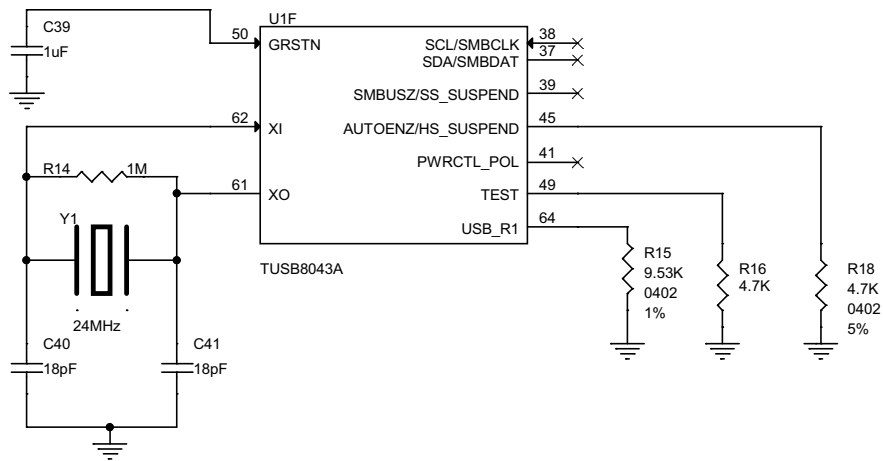 C39
1uF
U1F
50
GRSTN
SCL/SMBCLK
38
SDA/SMBDAT
37
SMBUSZ/SS_SUSPEND
39
62
XI
AUTOENZ/HS_SUSPEND
45
PWRCTL_POL
41
R14
1M
61
XO
TEST
49
USB_R1
64
Y1
24MHz
TUSB8043A
R15
9.53K
0402
1%
R16
4.7K
R18
4.7K
0402
5%
C40
18pF
C41
18pF